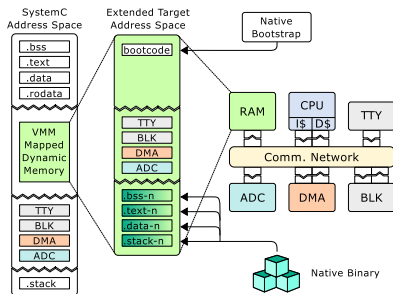 SystemC
Address Space
.bss
.text
.data
.rodata
VMM
Mapped
Dynamic
Memory
TTY
BLK
DMA
ADC
Extended Target
Address Space
bootcode
TTY
BLK
DMA
ADC
.bss-n
.text-n
.data-n
.stack-n
Native
Bootstrap
RAM
CPU
I$ D$
TTY
Comm. Network
ADC
DMA
BLK
Native Binary